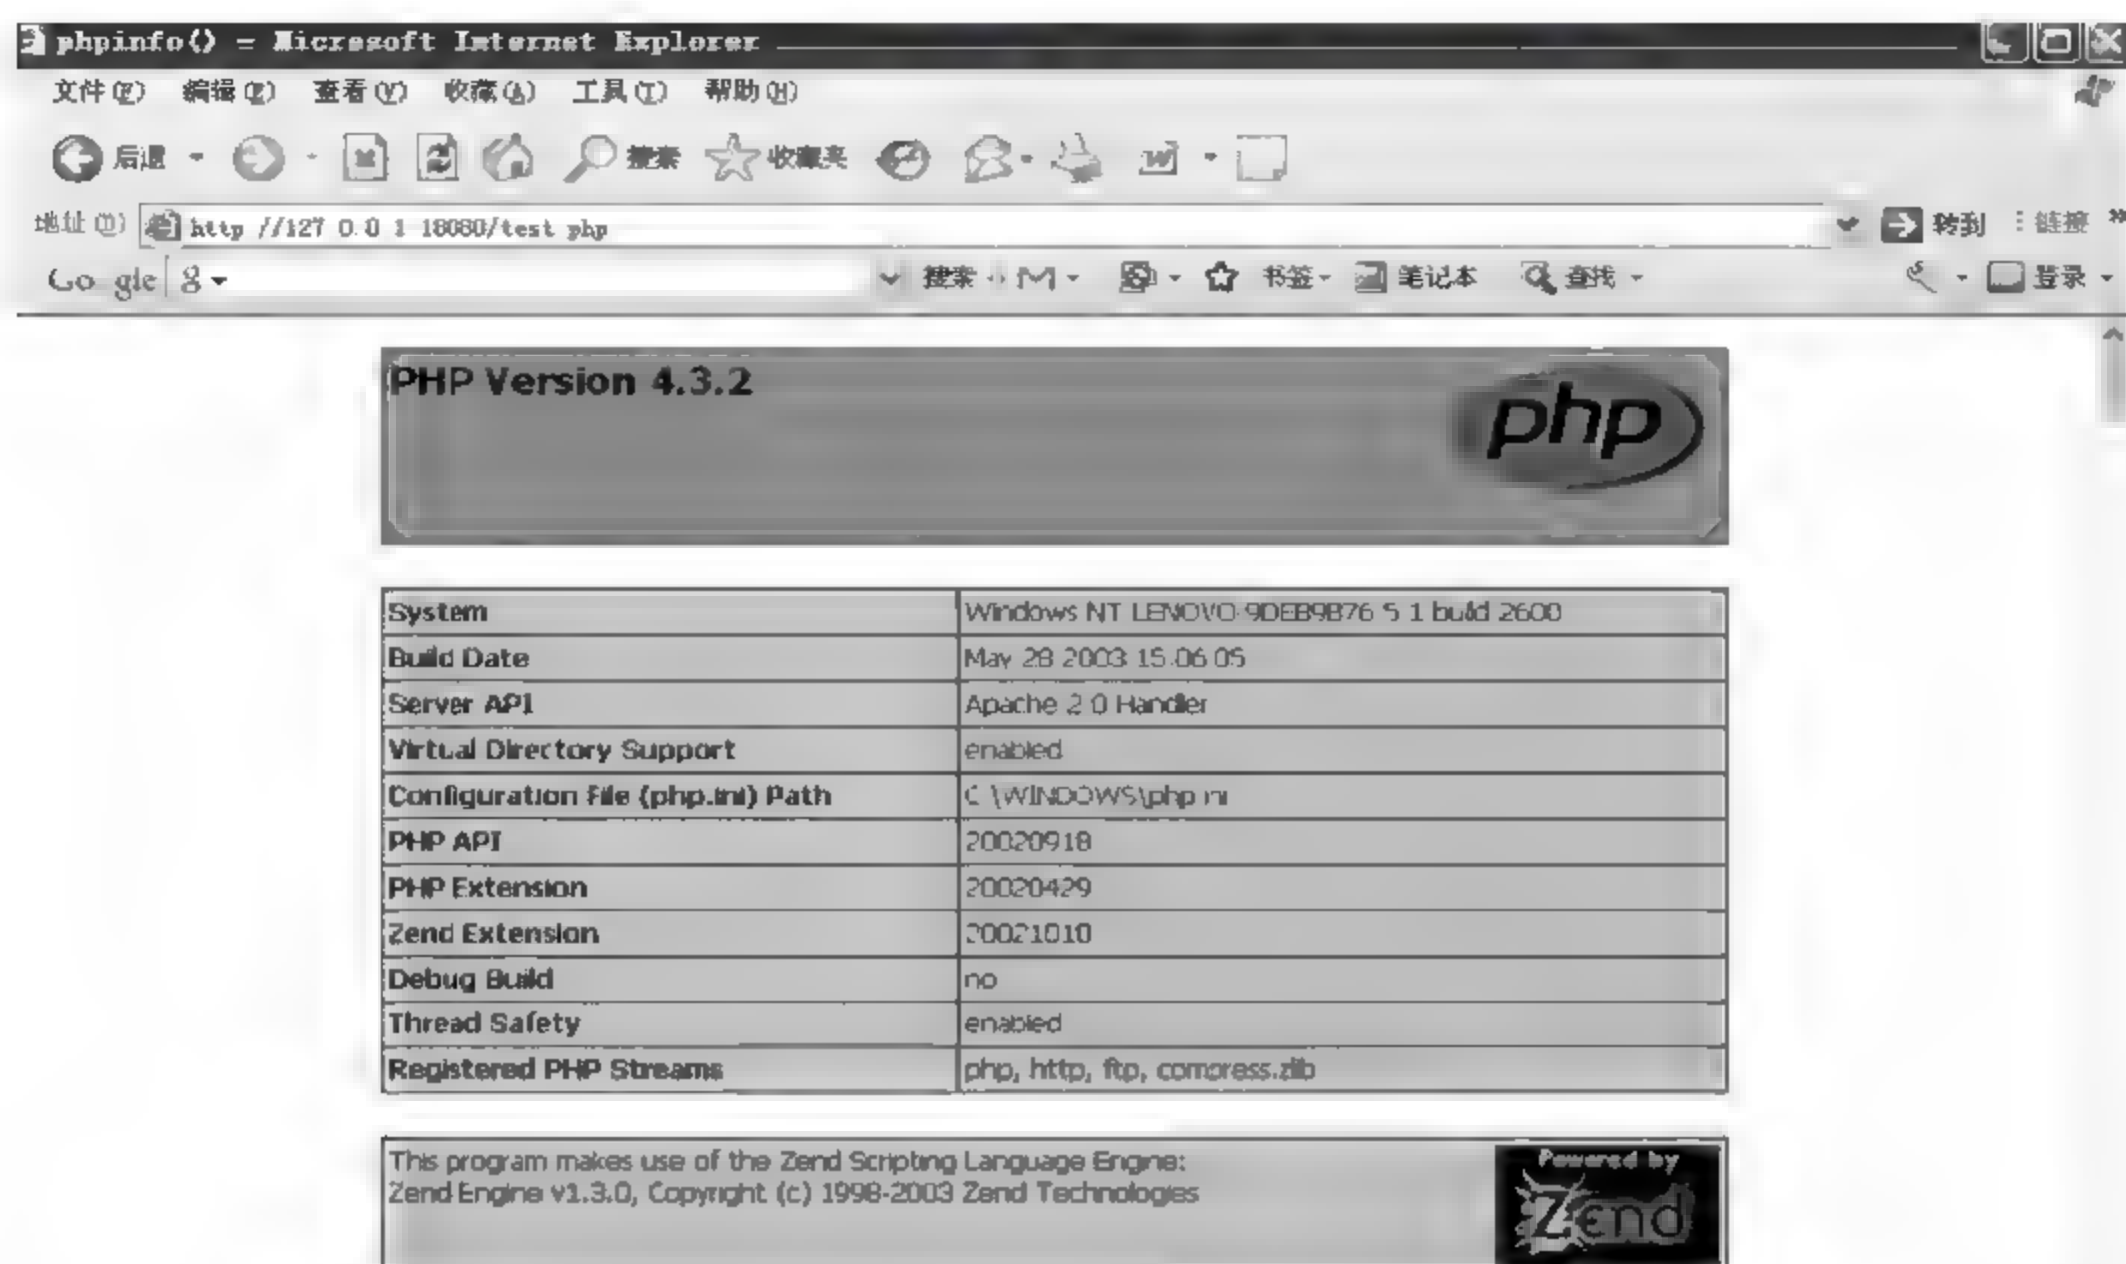 phpinfo() - Microsoft Internet Explorer
文件(F) 编辑(E) 查看(V) 收藏(A) 工具(T) 帮助(H)
后退 搜索 收藏夹
地址(D) http //127 0 0 1 18080/test php 转到 链接 »
Go gle g 搜索 书签 笔记本 查找 登录
PHP Version 4.3.2
php
System Windows NT LENOVO-9DEB9B76 5 1 build 2600
Build Date May 28 2003 15:06 05
Server API Apache 2 0 Handler
Virtual Directory Support enabled
Configuration File (php.ini) Path C \WINDOWS\php ini
PHP API 20020918
PHP Extension 20020429
Zend Extension 20021010
Debug Build no
Thread Safety enabled
Registered PHP Streams php, http, ftp, compress.zlib
This program makes use of the Zend Scripting Language Engine:
Zend Engine v1.3.0, Copyright (c) 1998-2003 Zend Technologies
Powered by
Zend